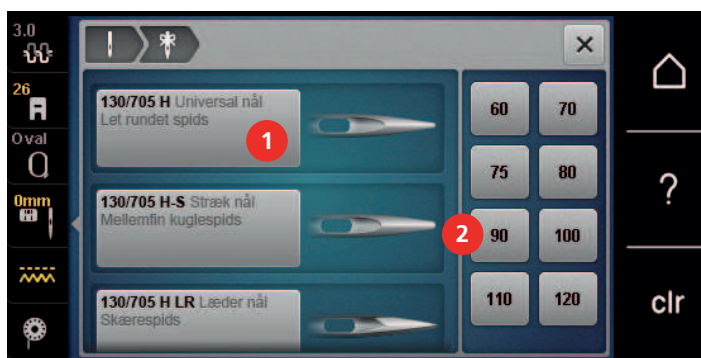 3.0
26
Oval
0mm
130/705 H Universal nål
Let rundet spids
1
130/705 H-S Stræk nål
Mellemfin kuglespids
2
130/705 H LR Læder nål
Skærespids
60 70
75 80
90 100
110 120
?
clr